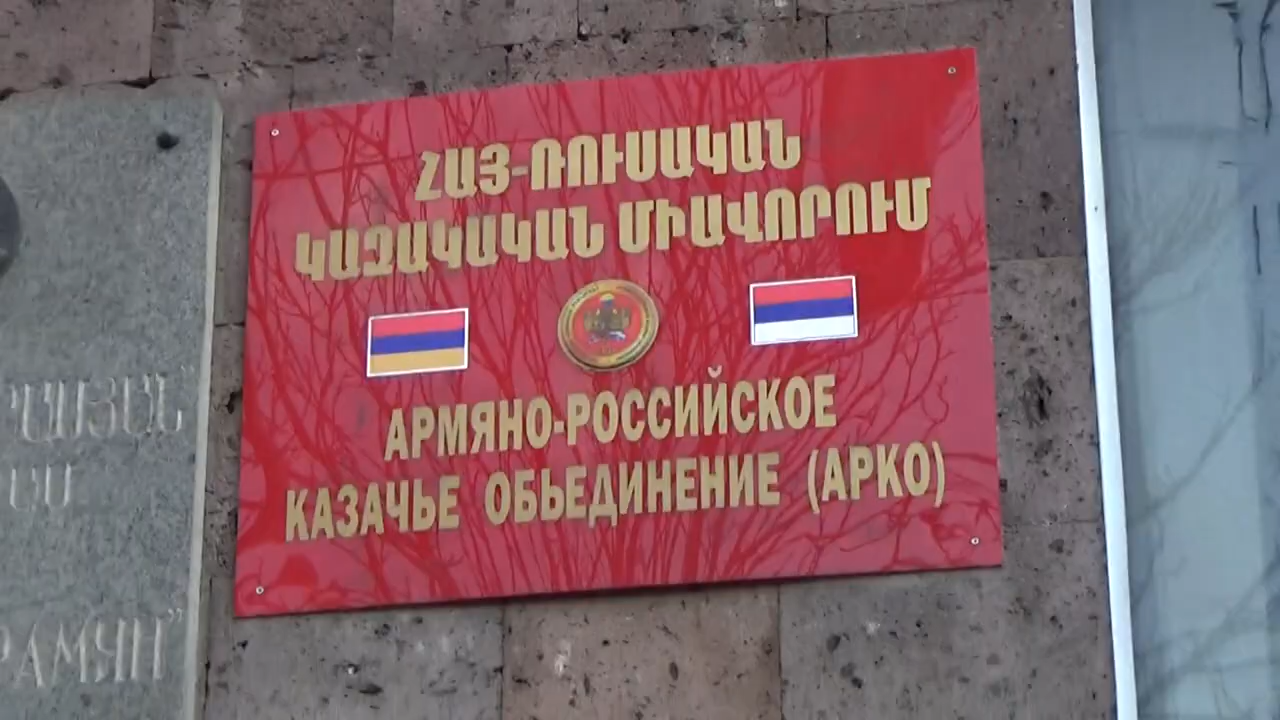 ՀԱՅ-ՌՈՒՍԱԿԱՆ
ԿԱԶԱԿԱԿԱՆ ՄԻԱՎՈՐՈՒՄ
АРМЯНО-РОССИЙСКОЕ
КАЗАЧЬЕ ОБЬЕДИНЕНИЕ (АРКО)